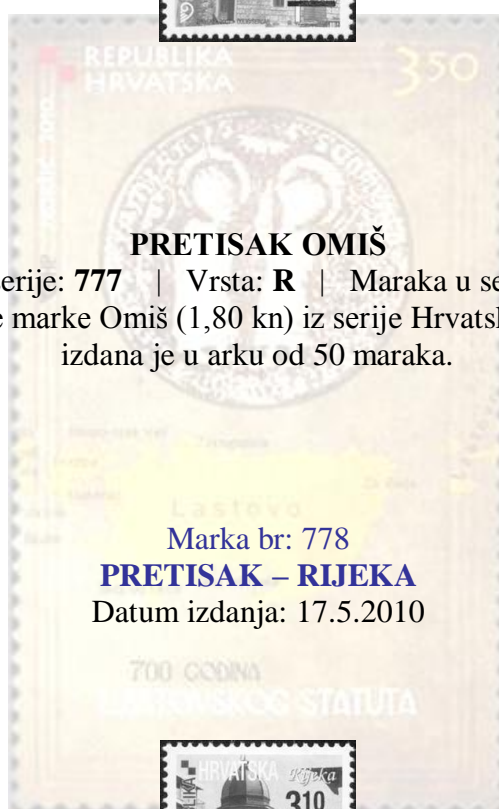 REPUBLIKA
HRVATSKA
350
PRETISAK OMIŠ
erije: 777 | Vrsta: R | Maraka u se
e marke Omiš (1,80 kn) iz serije Hrvatsk
izdana je u arku od 50 maraka.
Lastovo
Marka br: 778
PRETISAK – RIJEKA
Datum izdanja: 17.5.2010
700 GODINA
LASTOVSKOG STATUTA
HRVATSKA Rijeka
310